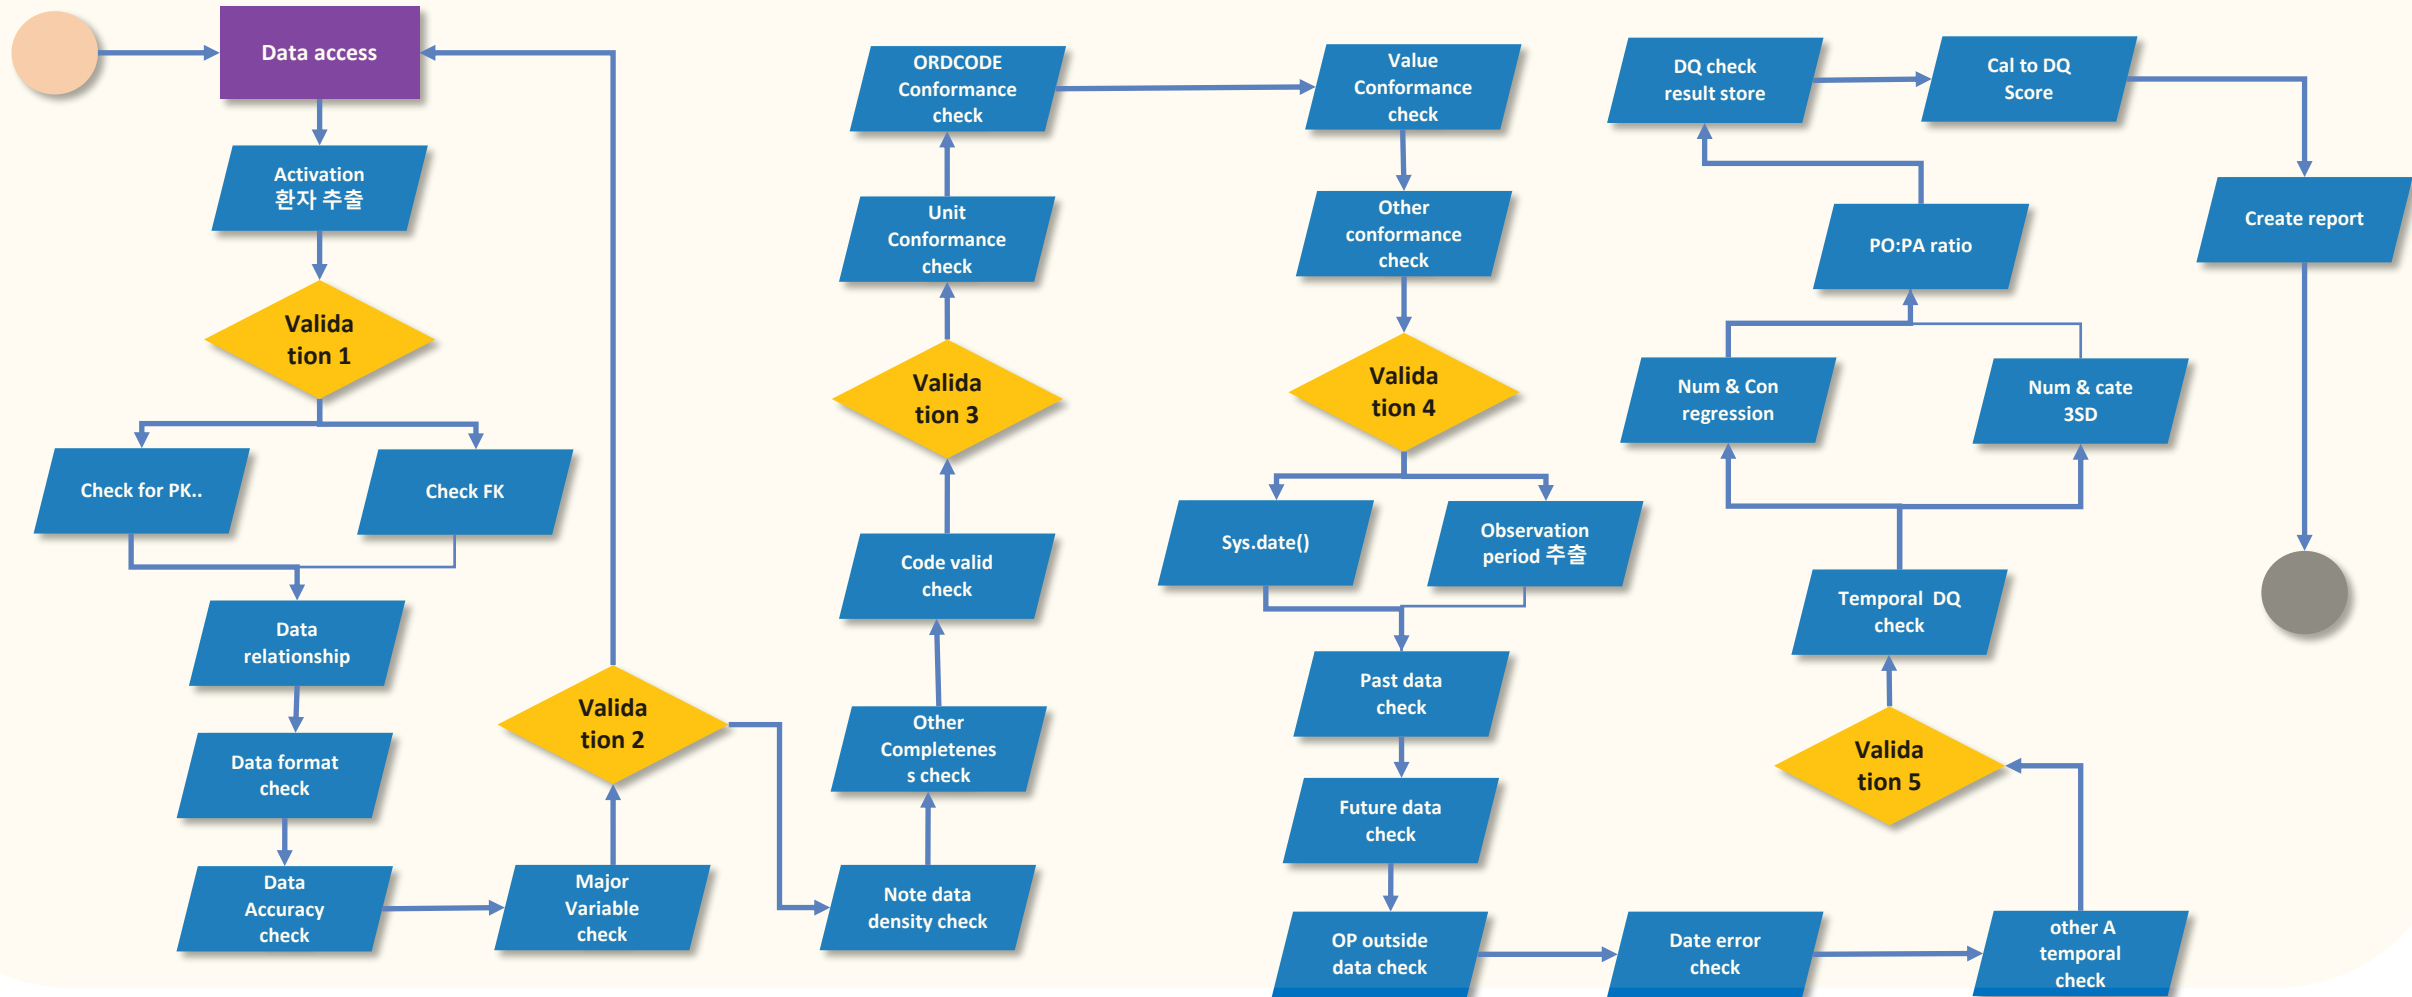 Data access
Activation
환자 추출
Valida
tion 1
Check for PK..
Check FK
Data
relationship
Data format
check
Data
Accuracy
check
Major
Variable
check
Valida
tion 2
Note data
density check
Other
Completenes
s check
Code valid
check
Valida
tion 3
Unit
Conformance
check
ORDCODE
Conformance
check
Value
Conformance
check
Other
conformance
check
Valida
tion 4
Sys.date()
Observation
period 추출
Past data
check
Future data
check
OP outside
data check
Date error
check
other A
temporal
check
Valida
tion 5
Temporal  DQ
check
Num & Con
regression
Num & cate
3SD
PO:PA ratio
DQ check
result store
Cal to DQ
Score
Create report